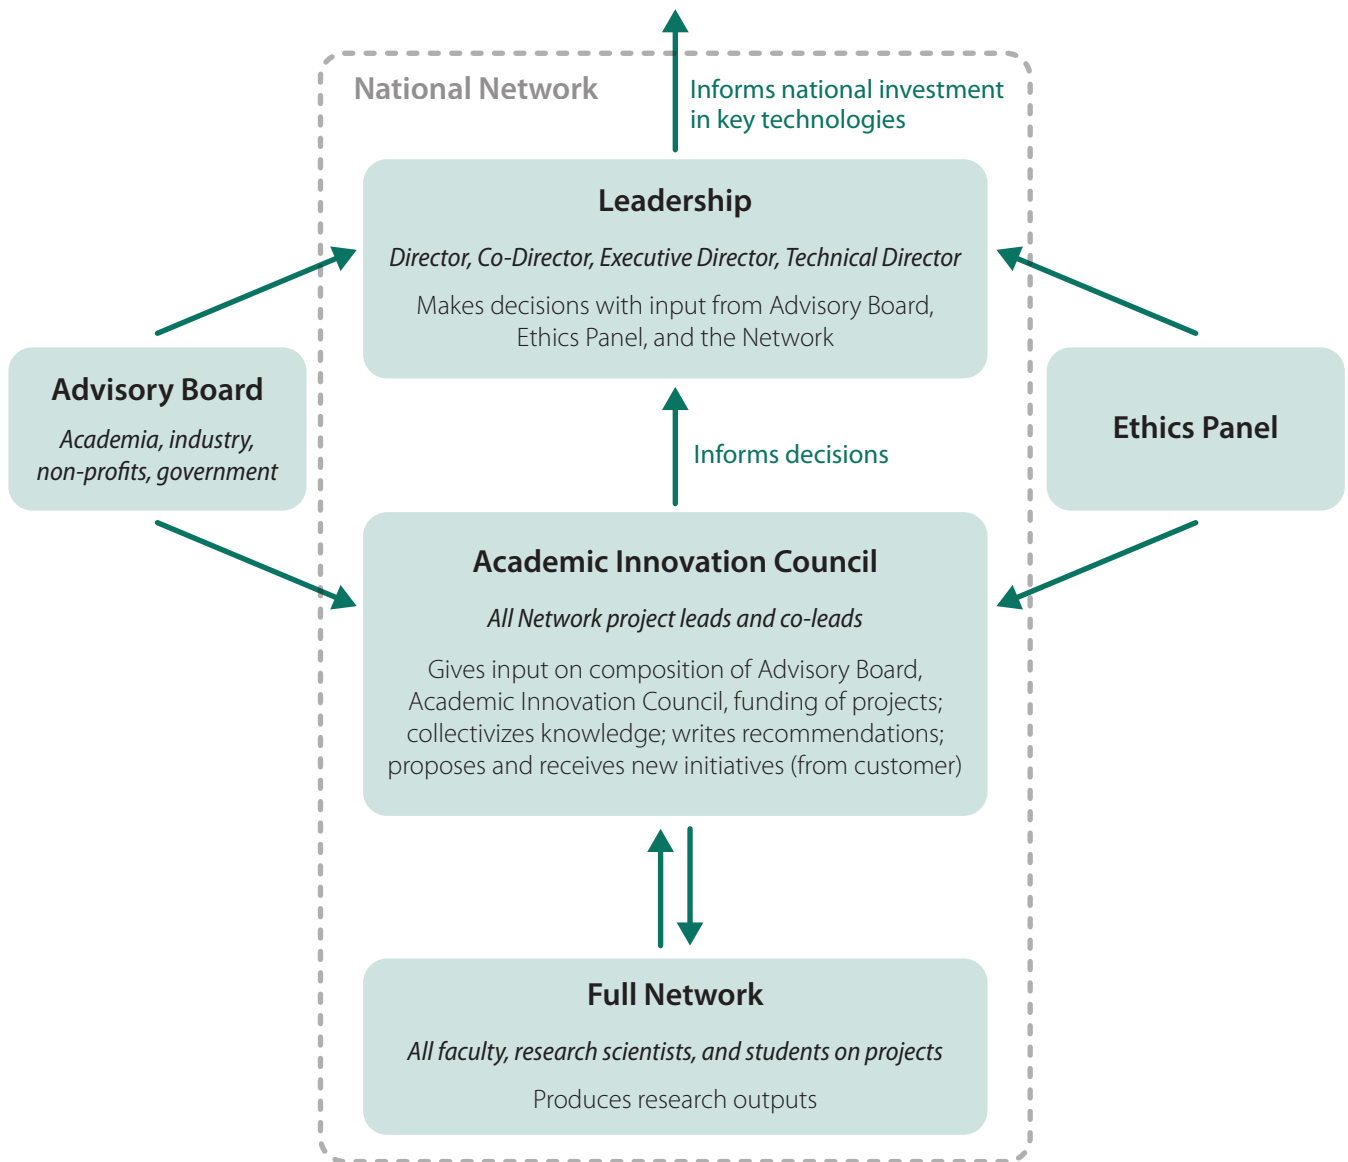 National Network
Informs national investment
in key technologies
Leadership
Director, Co-Director, Executive Director, Technical Director
Makes decisions with input from Advisory Board,
Ethics Panel, and the Network
Advisory Board
Academia, industry,
non-profits, government
Ethics Panel
Informs decisions
Academic Innovation Council
All Network project leads and co-leads
Gives input on composition of Advisory Board,
Academic Innovation Council, funding of projects;
collectivizes knowledge; writes recommendations;
proposes and receives new initiatives (from customer)
Full Network
All faculty, research scientists, and students on projects
Produces research outputs